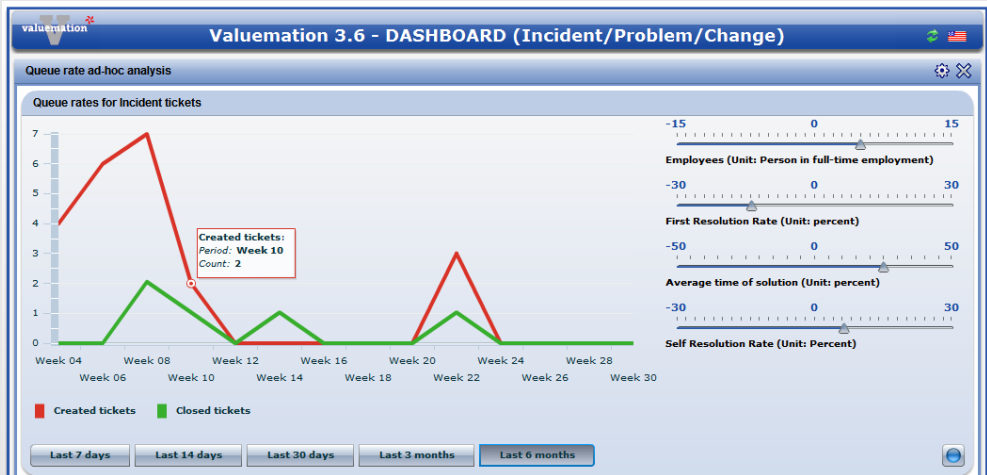 valuemation
Valuemation 3.6 - DASHBOARD (Incident/Problem/Change)
Queue rate ad-hoc analysis
Queue rates for Incident tickets
7
6
5
4
3
2
1
0
Created tickets:
Period: Week 10
Count: 2
Week 04 Week 08 Week 12 Week 16 Week 20 Week 24 Week 28
Week 06 Week 10 Week 14 Week 18 Week 22 Week 26 Week 30
Created tickets Closed tickets
-15 0 15
Employees (Unit: Person in full-time employment)
-30 0 30
First Resolution Rate (Unit: percent)
-50 0 50
Average time of solution (Unit: percent)
-30 0 30
Self Resolution Rate (Unit: Percent)
Last 7 days Last 14 days Last 30 days Last 3 months Last 6 months